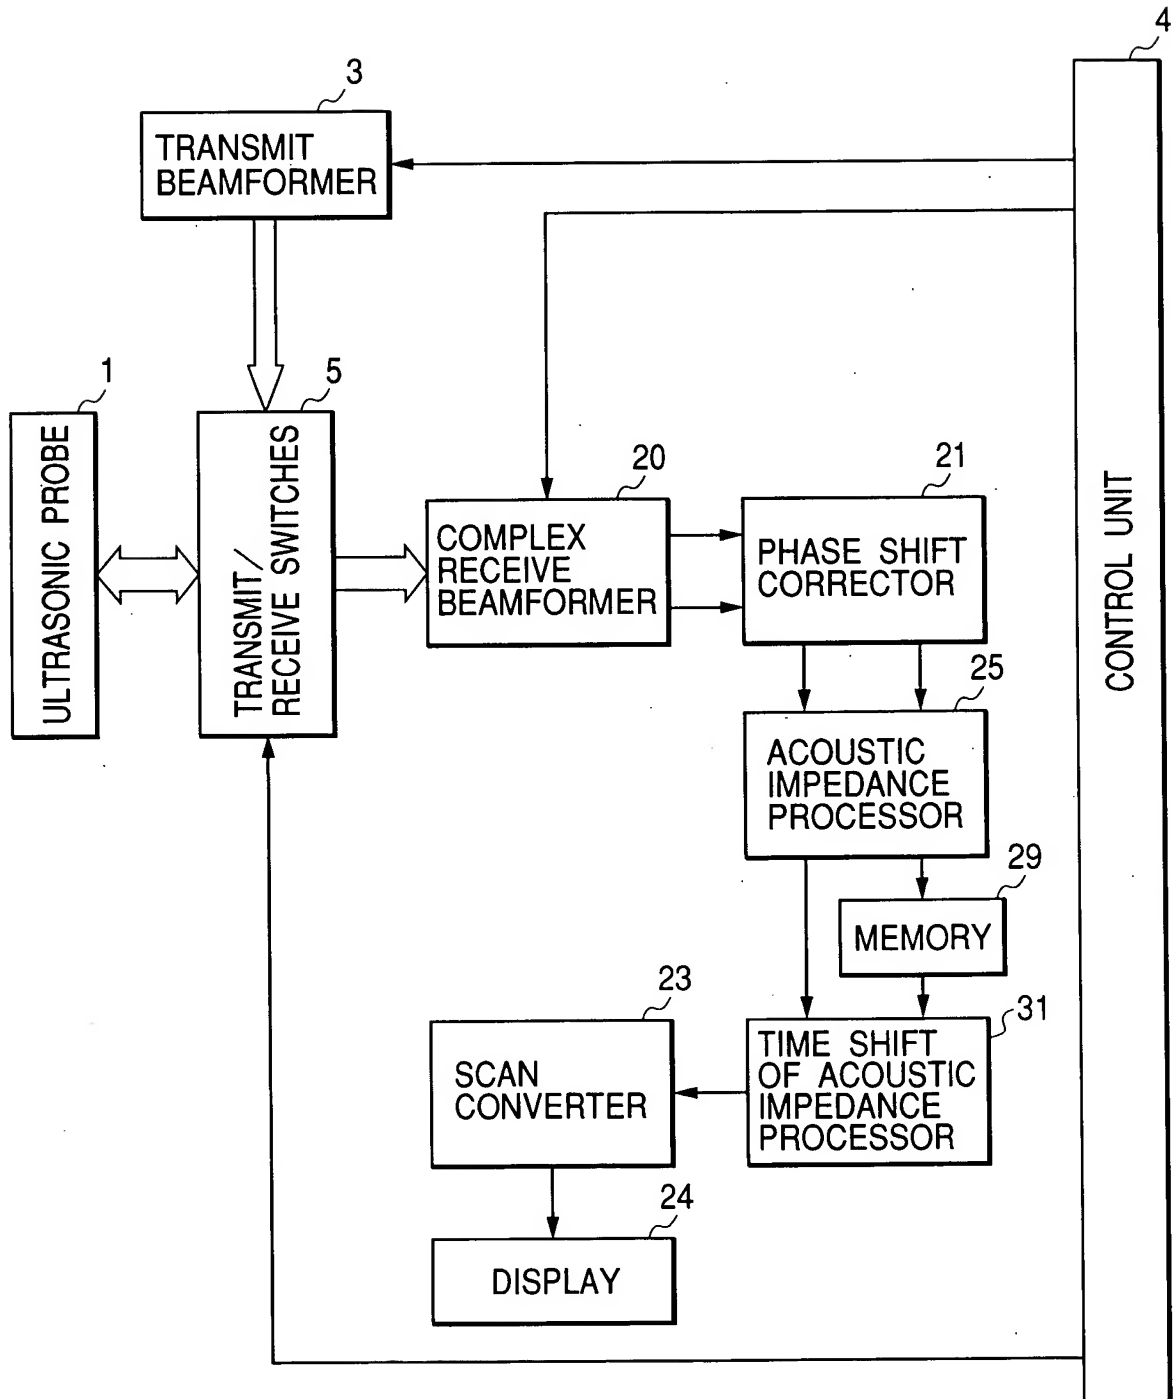 4
3
TRANSMIT
BEAMFORMER
1
ULTRASONIC PROBE
5
TRANSMIT/
RECEIVE SWITCHES
20
COMPLEX
RECEIVE
BEAMFORMER
21
PHASE SHIFT
CORRECTOR
CONTROL UNIT
25
ACOUSTIC
IMPEDANCE
PROCESSOR
29
MEMORY
23
SCAN
CONVERTER
31
TIME SHIFT
OF ACOUSTIC
IMPEDANCE
PROCESSOR
24
DISPLAY